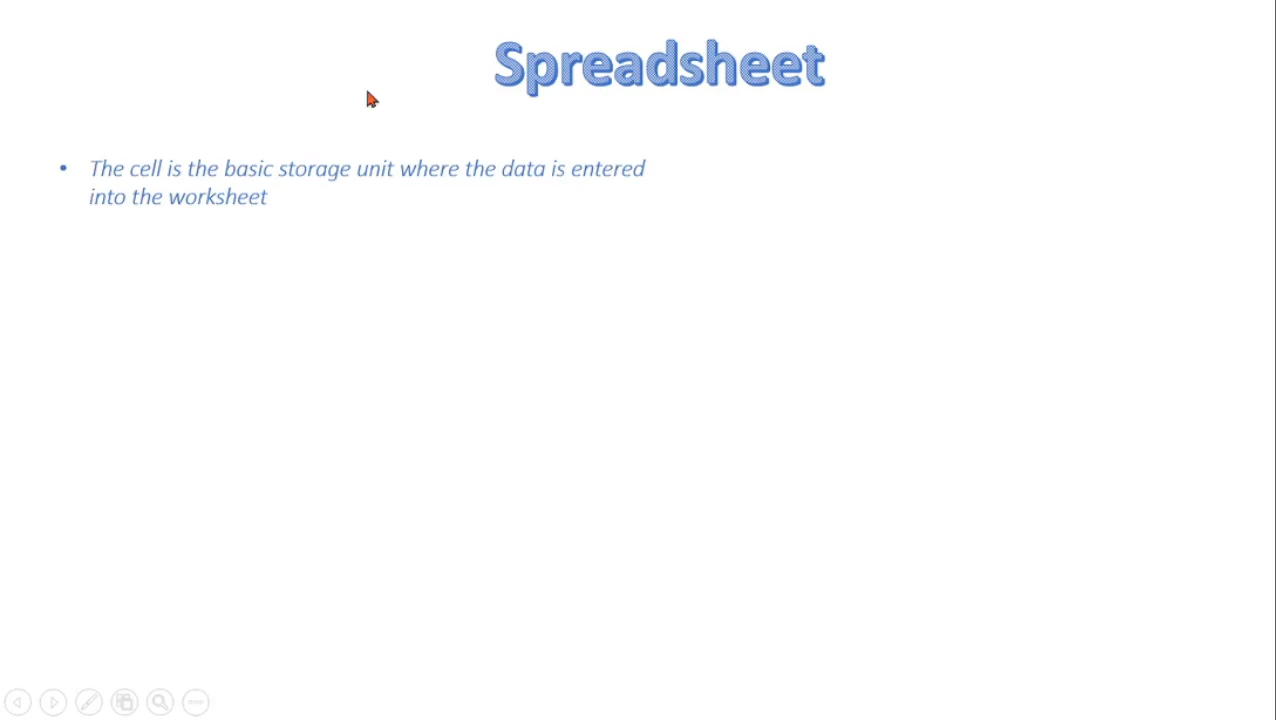 Spreadsheet
• The cell is the basic storage unit where the data is entered
into the worksheet